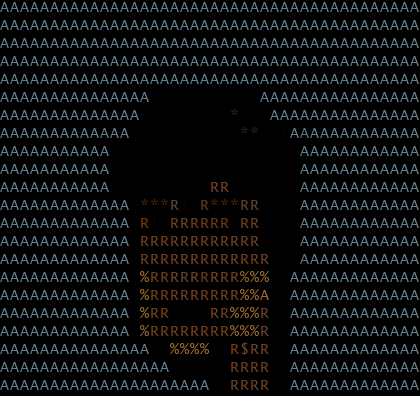 AAAAAAAAAAAAAAAAAAAAAAAAAAAAAAAAAAAAAAAAAA
AAAAAAAAAAAAAAAAAAAAAAAAAAAAAAAAAAAAAAAAAA
AAAAAAAAAAAAAAAAAAAAAAAAAAAAAAAAAAAAAAAAAA
AAAAAAAAAAAAAAAAAAAAAAAAAAAAAAAAAAAAAAAAAA
AAAAAAAAAAAAAAAAAAAAAAAAAAAAAAAAAAAAAAAAAA
AAAAAAAAAAAAAAA           AAAAAAAAAAAAAAAA
AAAAAAAAAAAAAA         *   AAAAAAAAAAAAAAA
AAAAAAAAAAAAA           **   AAAAAAAAAAAAA
AAAAAAAAAAA                   AAAAAAAAAAAA
AAAAAAAAAAA                   AAAAAAAAAAAA
AAAAAAAAAAA          RR       AAAAAAAAAAAA
AAAAAAAAAAAAA ***R  R***RR    AAAAAAAAAAAA
AAAAAAAAAAAAA R  RRRRRR RR    AAAAAAAAAAAA
AAAAAAAAAAAAA RRRRRRRRRRRR    AAAAAAAAAAAA
AAAAAAAAAAAAA RRRRRRRRRRRRR   AAAAAAAAAAAA
AAAAAAAAAAAAA %RRRRRRRRR%%%  AAAAAAAAAAAAA
AAAAAAAAAAAAA %RRRRRRRRR%%A  AAAAAAAAAAAAA
AAAAAAAAAAAAA %RR    RR%%%R  AAAAAAAAAAAAA
AAAAAAAAAAAAA %RRRRRRRR%%%R  AAAAAAAAAAAAA
AAAAAAAAAAAAAAA  %%%%  R$RR  AAAAAAAAAAAAA
AAAAAAAAAAAAAAAAA      RRRR  AAAAAAAAAAAAA
AAAAAAAAAAAAAAAAAAAAA  RRRR  AAAAAAAAAAAAA